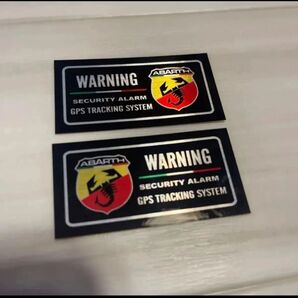 WARNING
ABARTH
SECURITY ALARM
GPS TRACKING SYSTEM
ABARTH
WARNING
SECURITY ALARM
GPS TRACKING SYSTEM